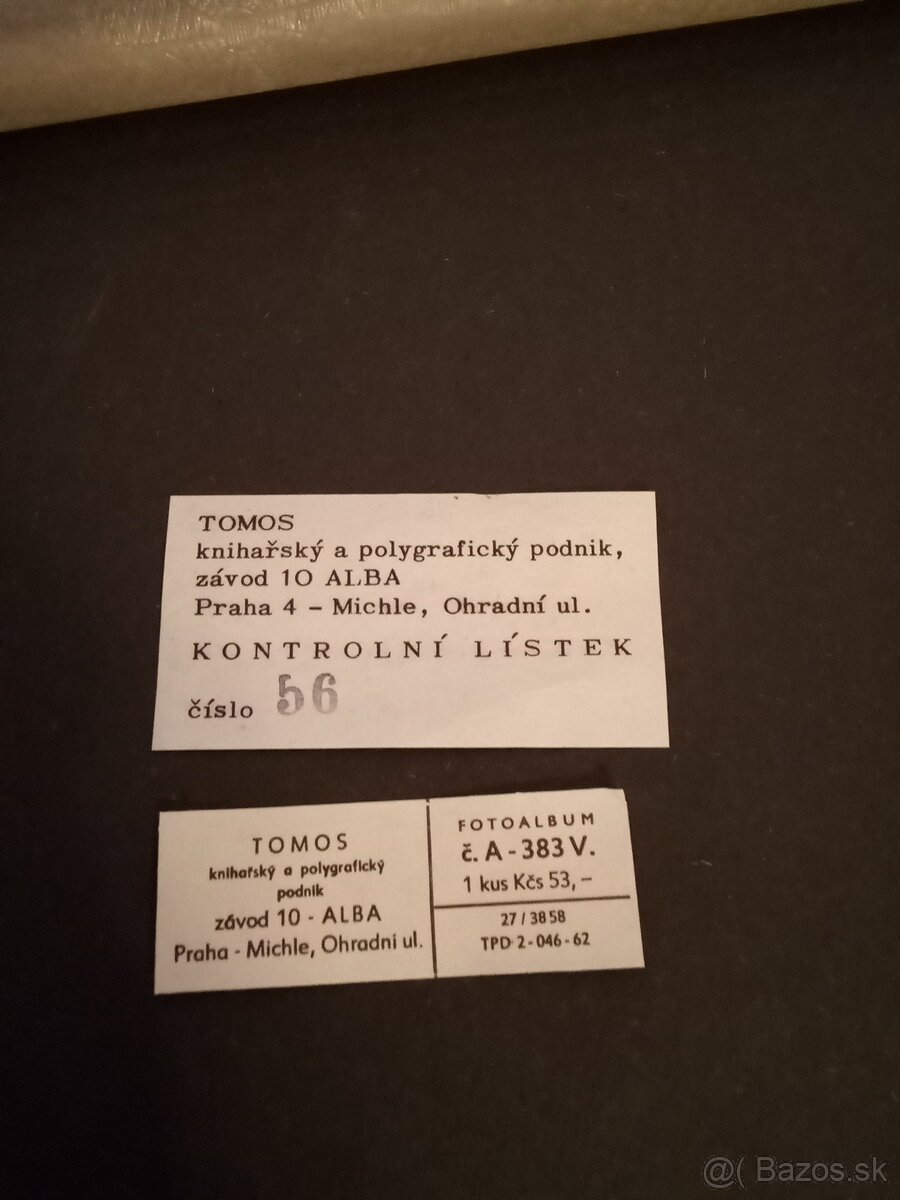 TOMOS
knihařský a polygrafický podnik,
závod 10 ALBA
Praha 4 – Michle, Ohradní ul.
KONTROLNÍ LÍSTEK
číslo 56
TOMOS
knihařský a polygrafický
podnik
závod 10 - ALBA
Praha - Michle, Ohradní ul.
FOTOALBUM
č. A - 383 V.
1 kus Kčs 53,–
27 / 38 58
TPD 2 - 046 - 62
@( Bazos.sk